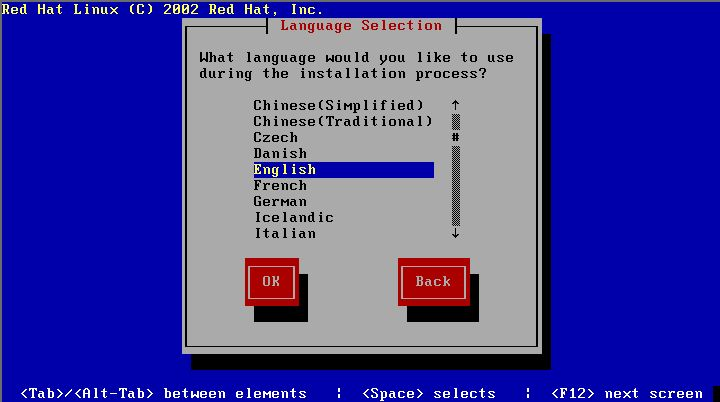 Red Hat Linux (C) 2002 Red Hat, Inc.
Language Selection
What language would you like to use
during the installation process?
Chinese(Simplified) ↑
Chinese(Traditional)
Czech #
Danish
English
French
German
Icelandic
Italian ↓
OK Back
<Tab>/<Alt-Tab> between elements ¦ <Space> selects ¦ <F12> next screen